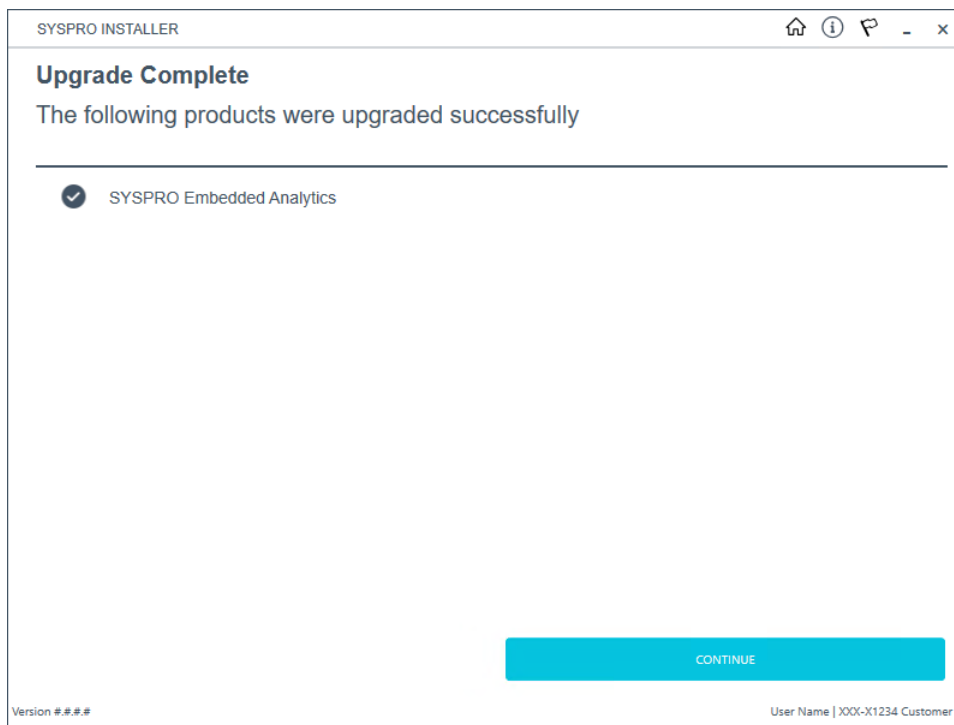 SYSPRO INSTALLER
Upgrade Complete
The following products were upgraded successfully
SYSPRO Embedded Analytics
CONTINUE
Version #.#.#.#
User Name | XXX-X1234 Customer